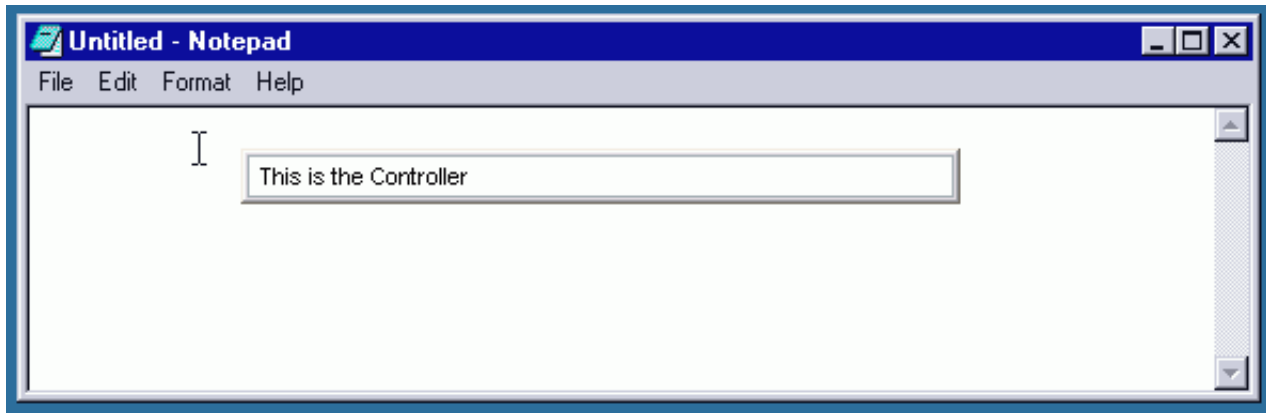 Untitled - Notepad
File Edit Format Help
This is the Controller